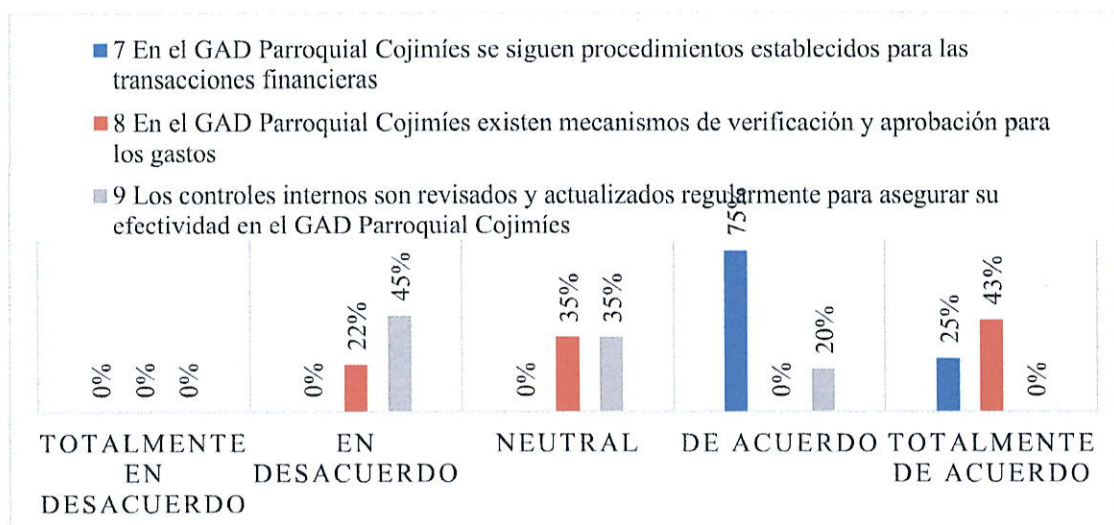 7 En el GAD Parroquial Cojimíes se siguen procedimientos establecidos para las
transacciones financieras
8 En el GAD Parroquial Cojimíes existen mecanismos de verificación y aprobación para
los gastos
9 Los controles internos son revisados y actualizados regularmente para asegurar su
efectividad en el GAD Parroquial Cojimíes
0%
0%
0%
0%
22%
45%
0%
35%
35%
75%
0%
20%
25%
43%
0%
TOTALMENTE
EN
DESACUERDO
EN
DESACUERDO
NEUTRAL
DE ACUERDO
TOTALMENTE
DE ACUERDO